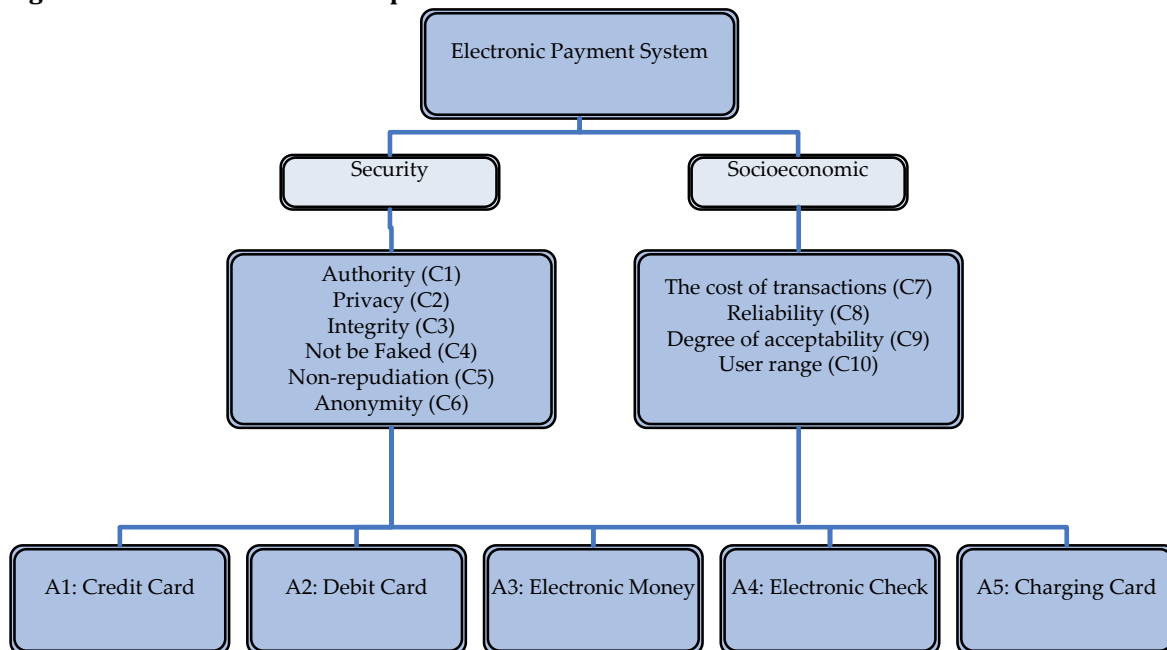 Electronic Payment System
Security
Socioeconomic
Authority (C1)
Privacy (C2)
Integrity (C3)
Not be Faked (C4)
Non-repudiation (C5)
Anonymity (C6)
The cost of transactions (C7)
Reliability (C8)
Degree of acceptability (C9)
User range (C10)
A1: Credit Card
A2: Debit Card
A3: Electronic Money
A4: Electronic Check
A5: Charging Card